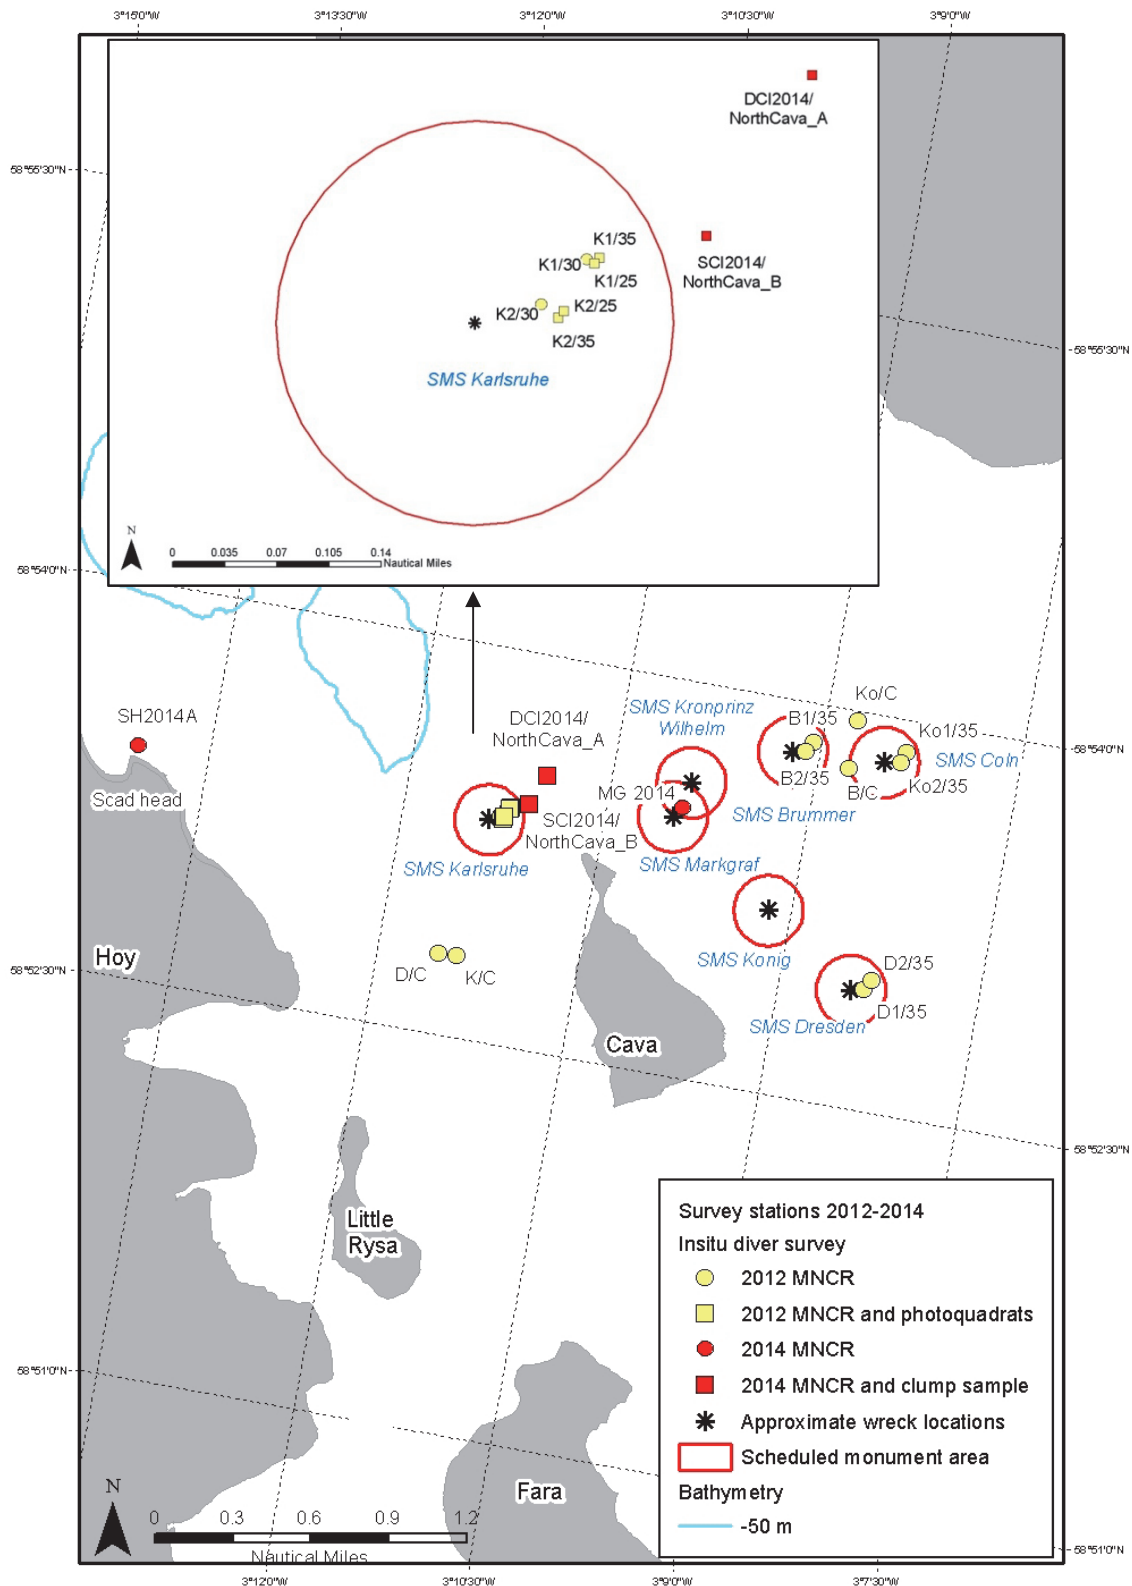 3°15'0"W
3°13'30"W
3°12'0"W
3°10'30"W
3°9'0"W
58°55'30"N
58°54'0"N
58°52'30"N
58°51'0"N
58°55'30"N
58°54'0"N
58°52'30"N
58°51'0"N
DCI2014/
NorthCava_A
SCI2014/
NorthCava_B
K1/35
K1/30
K1/25
K2/25
K2/30
K2/35
SMS Karlsruhe
N
0
0.035
0.07
0.105
0.14
Nautical Miles
SH2014A
Scad head
DCI2014/
NorthCava_A
SCI2014/
NorthCava_B
SMS Karlsruhe
SMS Kronprinz
Wilhelm
MG 2014
SMS Markgraf
B1/35
B2/35
SMS Brummer
Ko/C
Ko1/35
SMS Coln
Ko2/35
B/C
SMS Konig
D2/35
D1/35
SMS Dresden
D/C
K/C
Hoy
Cava
Little
Rysa
Fara
Survey stations 2012-2014
Insitu diver survey
2012 MNCR
2012 MNCR and photoquadrats
2014 MNCR
2014 MNCR and clump sample
Approximate wreck locations
Scheduled monument area
Bathymetry
-50 m
N
0
0.3
0.6
0.9
1.2
Nautical Miles
3°12'0"W
3°10'30"W
3°9'0"W
3°7'30"W